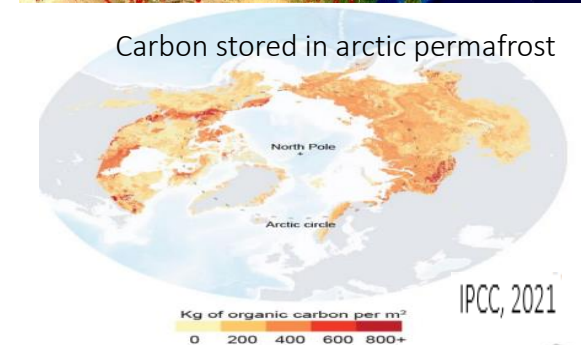 Carbon stored in arctic permafrost
North Pole
+
Arctic circle
IPCC, 2021
Kg of organic carbon per m²
0 200 400 600 800+